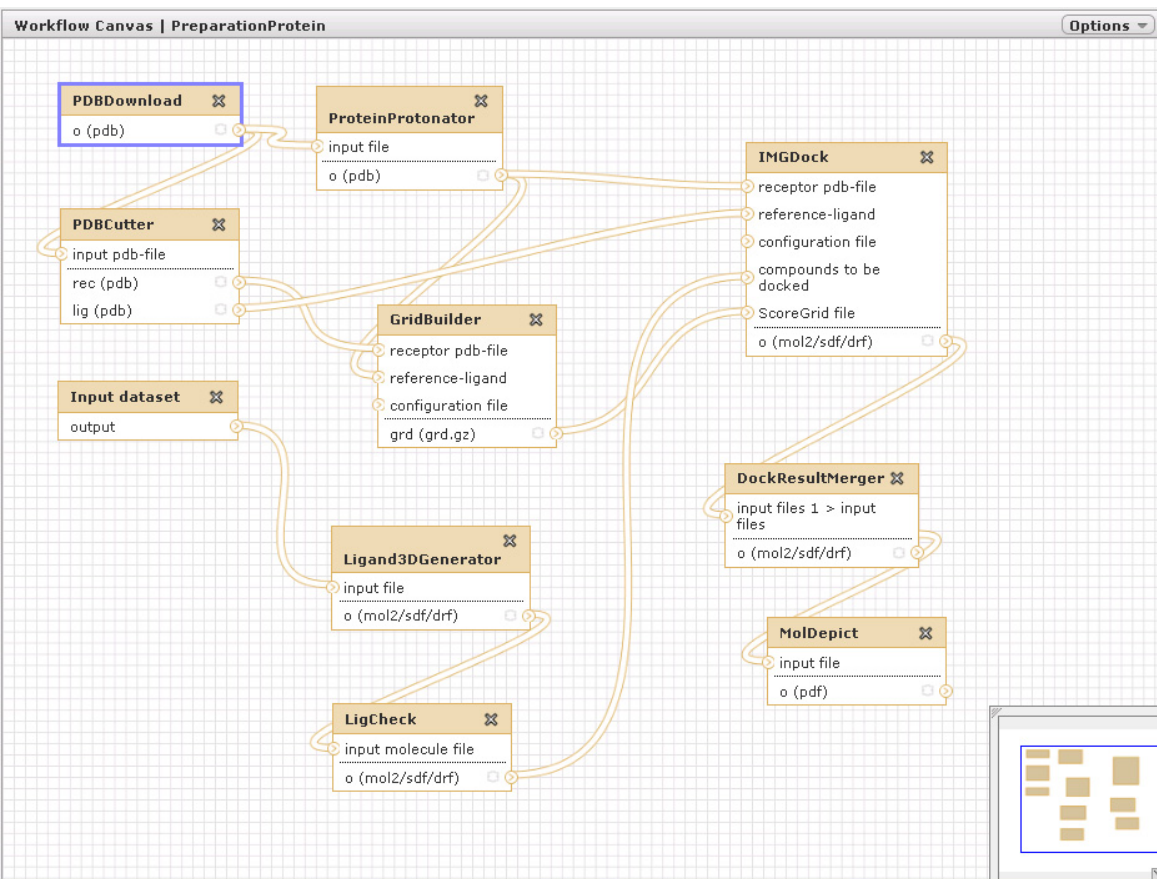 Workflow Canvas | PreparationProtein
Options
PDBDownload
o (pdb)
ProteinProtonator
input file
o (pdb)
IMGDock
receptor pdb-file
reference-ligand
configuration file
compounds to be
docked
ScoreGrid file
o (mol2/sdf/drf)
PDBCutter
input pdb-file
rec (pdb)
lig (pdb)
GridBuilder
receptor pdb-file
reference-ligand
configuration file
grd (grd.gz)
Input dataset
output
DockResultMerger
input files 1 > input
files
o (mol2/sdf/drf)
Ligand3DGenerator
input file
o (mol2/sdf/drf)
MolDepict
input file
o (pdf)
LigCheck
input molecule file
o (mol2/sdf/drf)